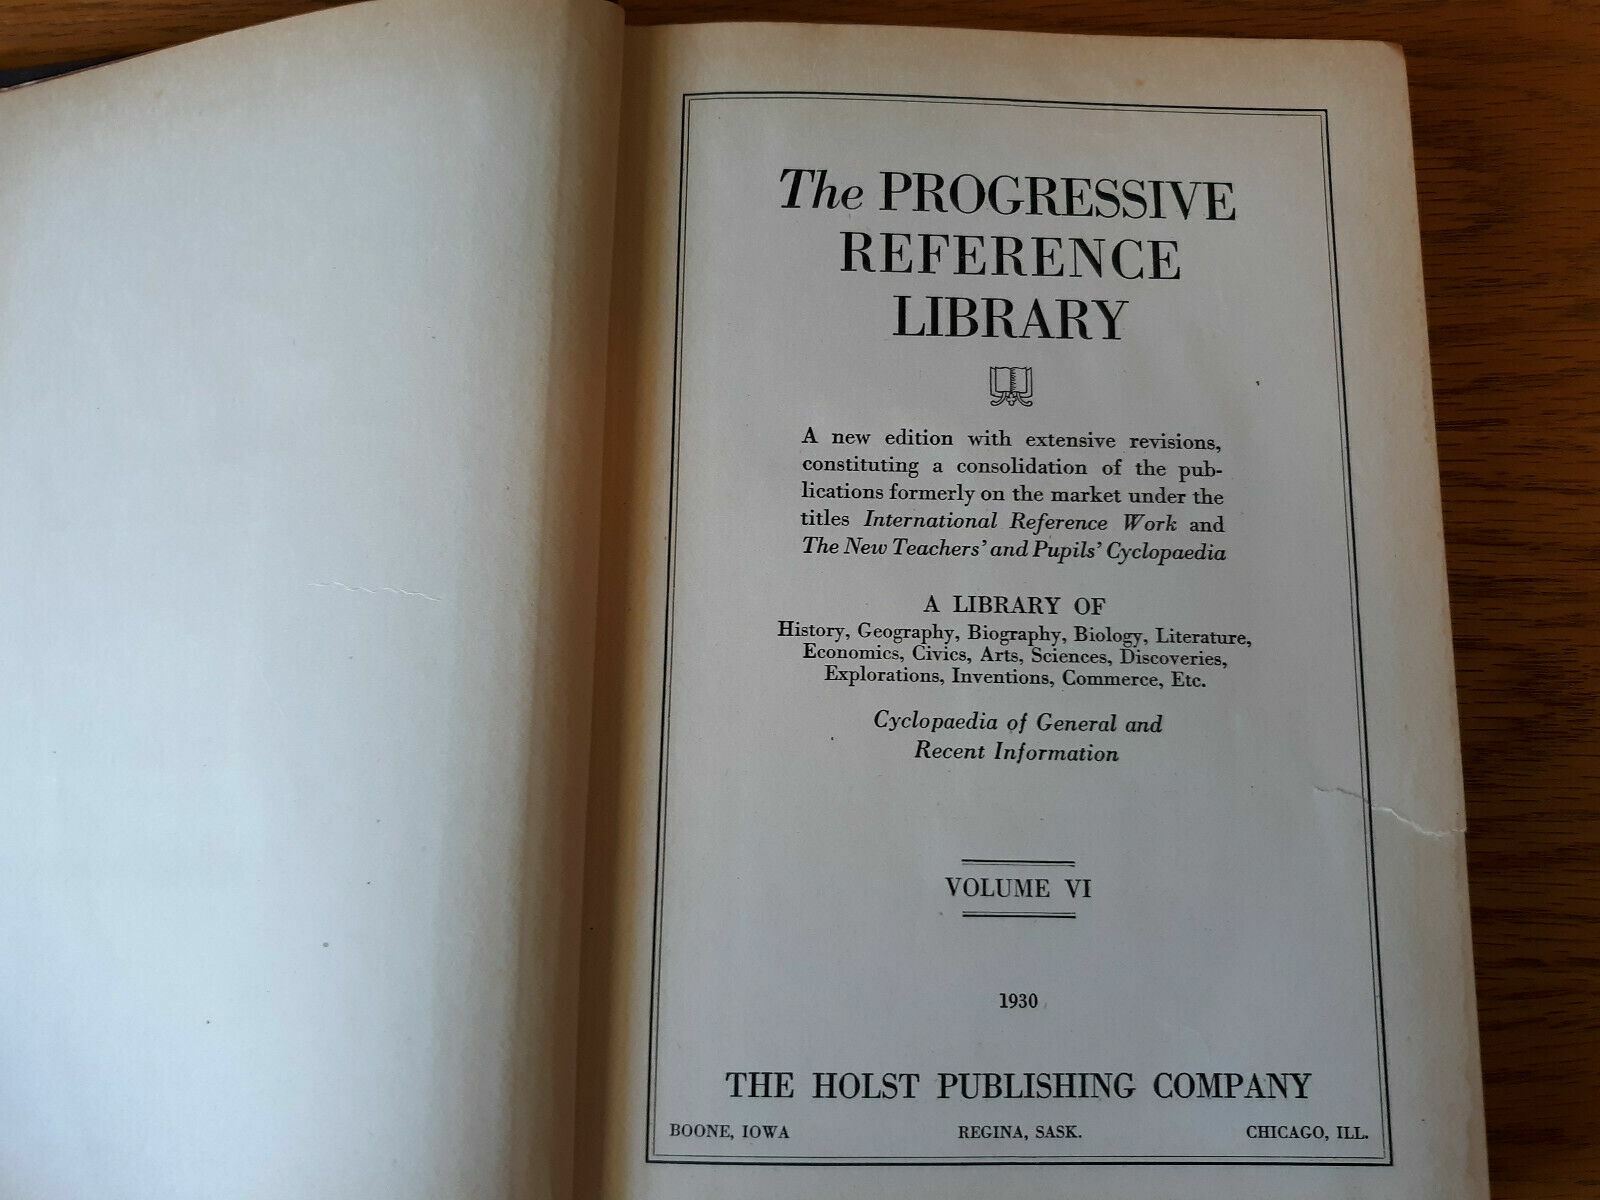 The PROGRESSIVE
REFERENCE
LIBRARY
A new edition with extensive revisions,
constituting a consolidation of the pub-
lications formerly on the market under the
titles International Reference Work and
The New Teachers' and Pupils' Cyclopaedia
A LIBRARY OF
History, Geography, Biography, Biology, Literature,
Economics, Civics, Arts, Sciences, Discoveries,
Explorations, Inventions, Commerce, Etc.
Cyclopaedia of General and
Recent Information
VOLUME VI
1930
THE HOLST PUBLISHING COMPANY
BOONE, IOWA REGINA, SASK. CHICAGO, ILL.